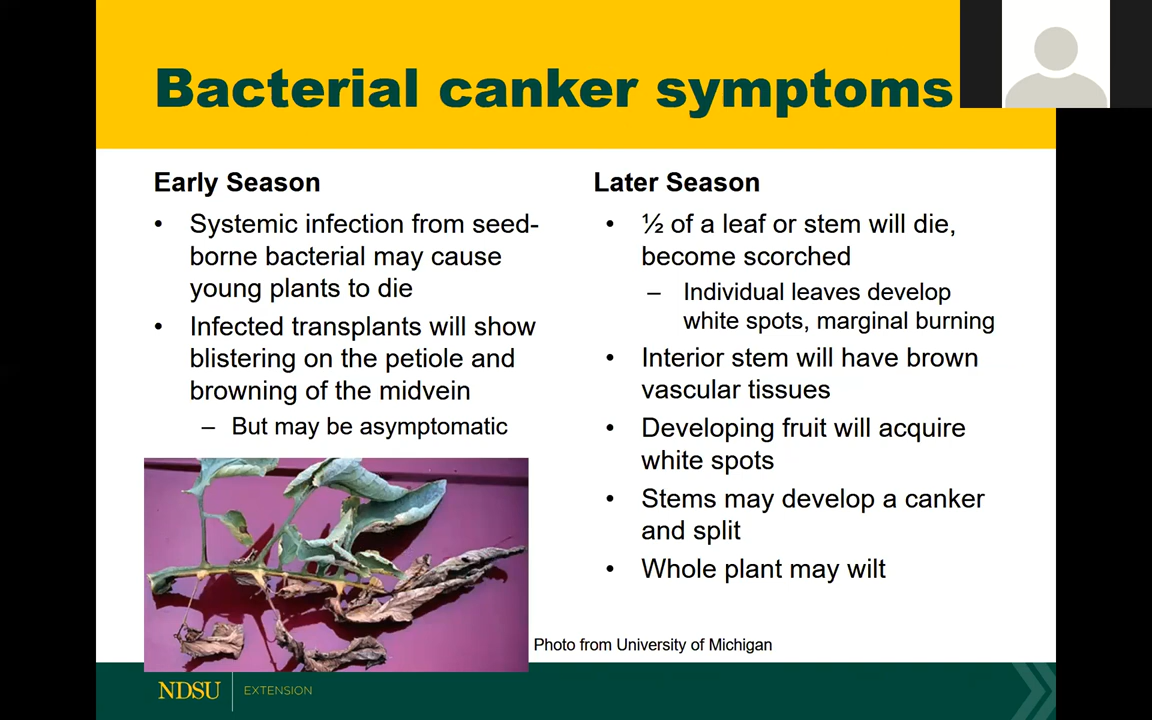 Bacterial canker symptoms
Early Season
• Systemic infection from seed-
borne bacterial may cause
young plants to die
• Infected transplants will show
blistering on the petiole and
browning of the midvein
– But may be asymptomatic
Later Season
• ½ of a leaf or stem will die,
become scorched
– Individual leaves develop
white spots, marginal burning
• Interior stem will have brown
vascular tissues
• Developing fruit will acquire
white spots
• Stems may develop a canker
and split
• Whole plant may wilt
Photo from University of Michigan
NDSU EXTENSION